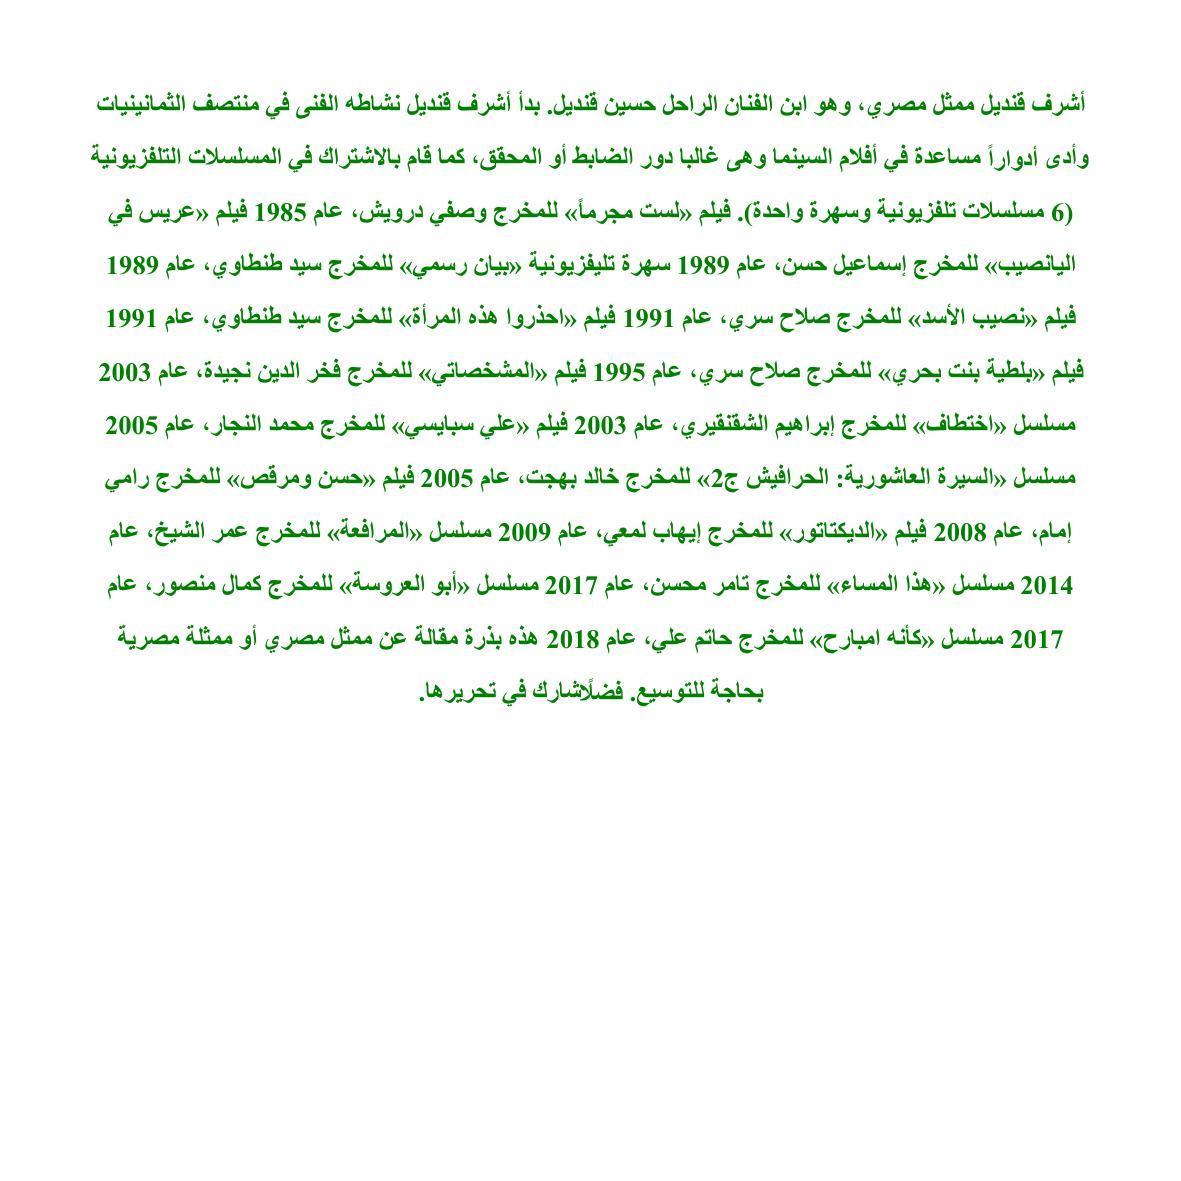 أشرف قنديل ممثل مصري، وهو ابن الفنان الراحل حسين قنديل. بدأ أشرف قنديل نشاطه الفنى في منتصف الثمانينيات
وأدى أدواراً مساعدة في أفلام السينما وهى غالبا دور الضابط أو المحقق، كما قام بالاشتراك في المسلسلات التلفزيونية
(6 مسلسلات تلفزيونية وسهرة واحدة). فيلم «لست مجرماً» للمخرج وصفي درويش، عام 1985 فيلم «عريس في
اليانصيب» للمخرج إسماعيل حسن، عام 1989 سهرة تليفزيونية «بيان رسمي» للمخرج سيد طنطاوي، عام 1989
فيلم «نصيب الأسد» للمخرج صلاح سري، عام 1991 فيلم «احذروا هذه المرأة» للمخرج سيد طنطاوي، عام 1991
فيلم «بلطية بنت بحري» للمخرج صلاح سري، عام 1995 فيلم «المشخصاتي» للمخرج فخر الدين نجيدة، عام 2003
مسلسل «اختطاف» للمخرج إبراهيم الشقنقيري، عام 2003 فيلم «علي سبايسي» للمخرج محمد النجار، عام 2005
مسلسل «السيرة العاشورية: الحرافيش ج2» للمخرج خالد بهجت، عام 2005 فيلم «حسن ومرقص» للمخرج رامي
إمام، عام 2008 فيلم «الديكتاتور» للمخرج إيهاب لمعي، عام 2009 مسلسل «المرافعة» للمخرج عمر الشيخ، عام
2014 مسلسل «هذا المساء» للمخرج تامر محسن، عام 2017 مسلسل «أبو العروسة» للمخرج كمال منصور، عام
2017 مسلسل «كأنه امبارح» للمخرج حاتم علي، عام 2018 هذه بذرة مقالة عن ممثل مصري أو ممثلة مصرية
بحاجة للتوسيع. فضلًاشارك في تحريرها.